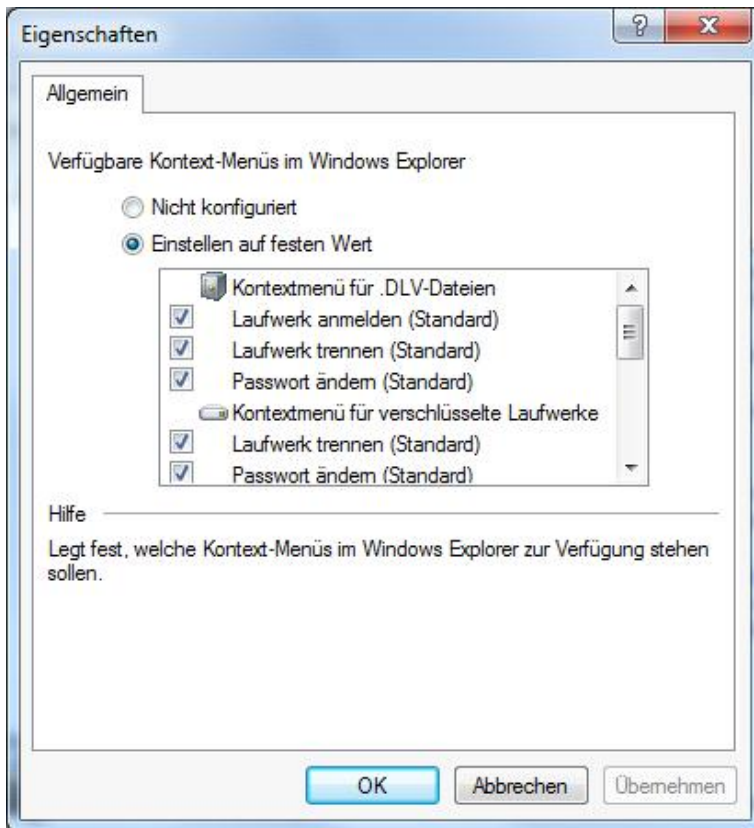 Eigenschaften
Allgemein
Verfügbare Kontext-Menüs im Windows Explorer
Nicht konfiguriert
Einstellen auf festen Wert
Kontextmenü für .DLV-Dateien
Laufwerk anmelden (Standard)
Laufwerk trennen (Standard)
Passwort ändern (Standard)
Kontextmenü für verschlüsselte Laufwerke
Laufwerk trennen (Standard)
Passwort ändern (Standard)
Hilfe
Legt fest, welche Kontext-Menüs im Windows Explorer zur Verfügung stehen
sollen.
OK Abbrechen Übernehmen